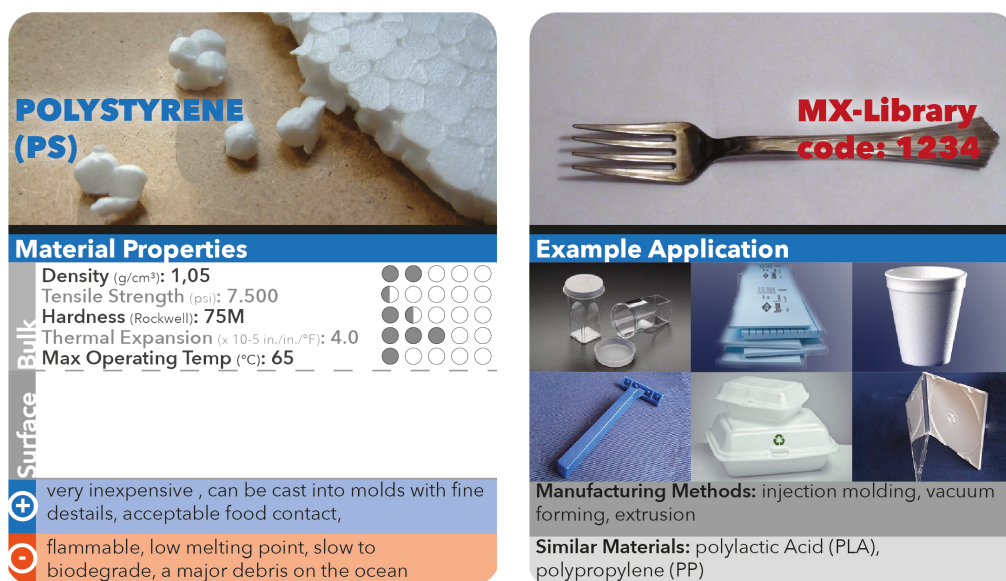 POLYSTYRENE
(PS)
Material Properties
Bulk
Density (g/cm³): 1,05
Tensile Strength (psi): 7.500
Hardness (Rockwell): 75M
Thermal Expansion (x 10-5 in./in./°F): 4.0
Max Operating Temp (°C): 65
Surface
+
very inexpensive , can be cast into molds with fine
destails, acceptable food contact,
-
flammable, low melting point, slow to
biodegrade, a major debris on the ocean
MX-Library
code: 1234
Example Application
Manufacturing Methods: injection molding, vacuum
forming, extrusion
Similar Materials: polylactic Acid (PLA),
polypropylene (PP)